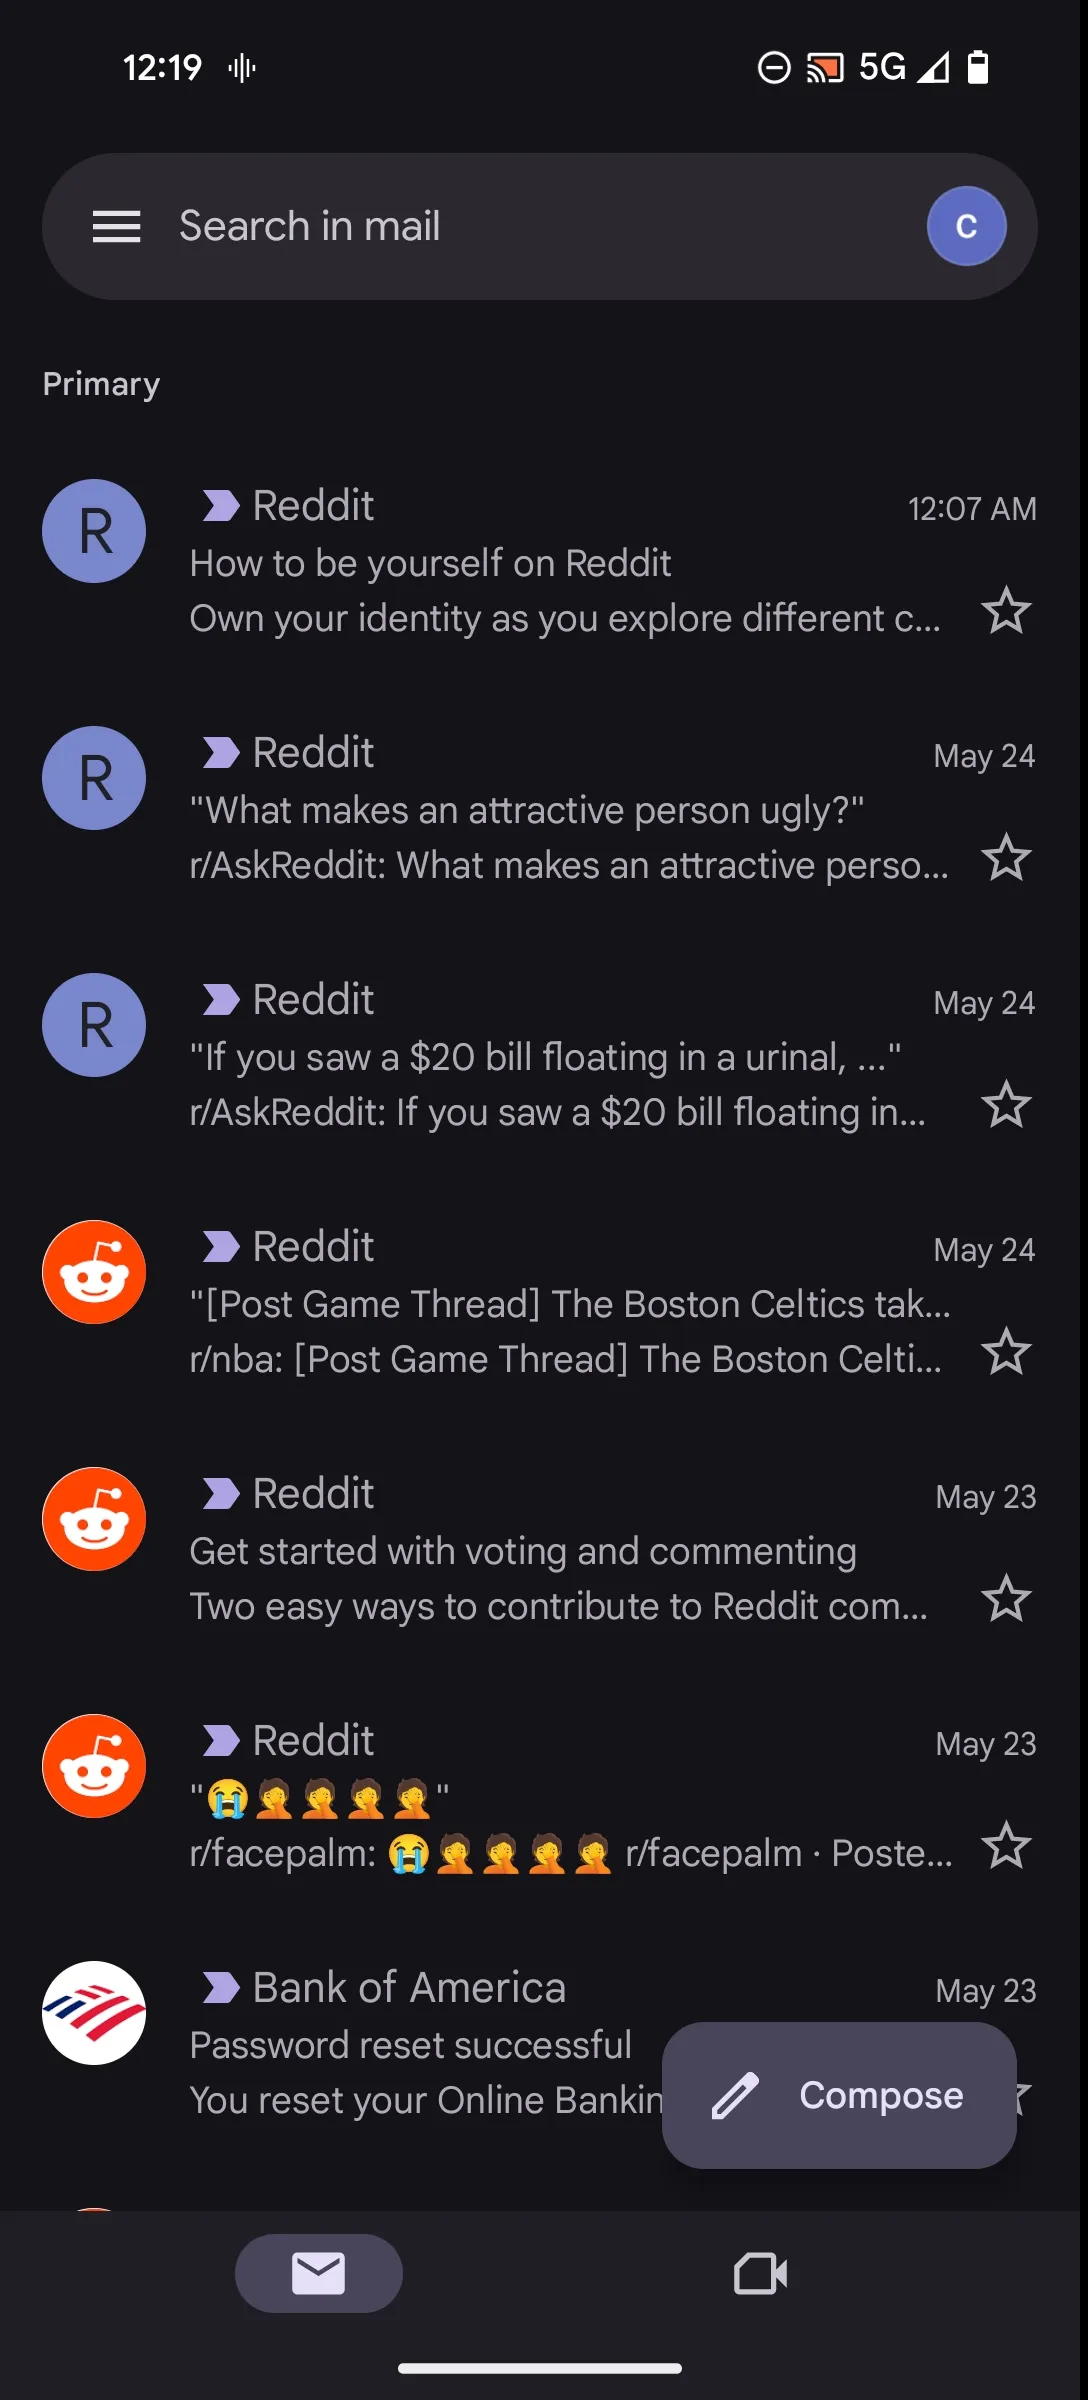 12:19 5G
Search in mail C
Primary
R Reddit 12:07 AM
How to be yourself on Reddit
Own your identity as you explore different c...
R Reddit May 24
"What makes an attractive person ugly?"
r/AskReddit: What makes an attractive perso...
R Reddit May 24
"If you saw a $20 bill floating in a urinal, ..."
r/AskReddit: If you saw a $20 bill floating in...
Reddit May 24
"[Post Game Thread] The Boston Celtics tak...
r/nba: [Post Game Thread] The Boston Celti...
Reddit May 23
Get started with voting and commenting
Two easy ways to contribute to Reddit com...
Reddit May 23
"😭🤦🤦🤦🤦"
r/facepalm: 😭🤦🤦🤦🤦 r/facepalm · Poste...
Bank of America May 23
Password reset successful
You reset your Online Bankin
Compose